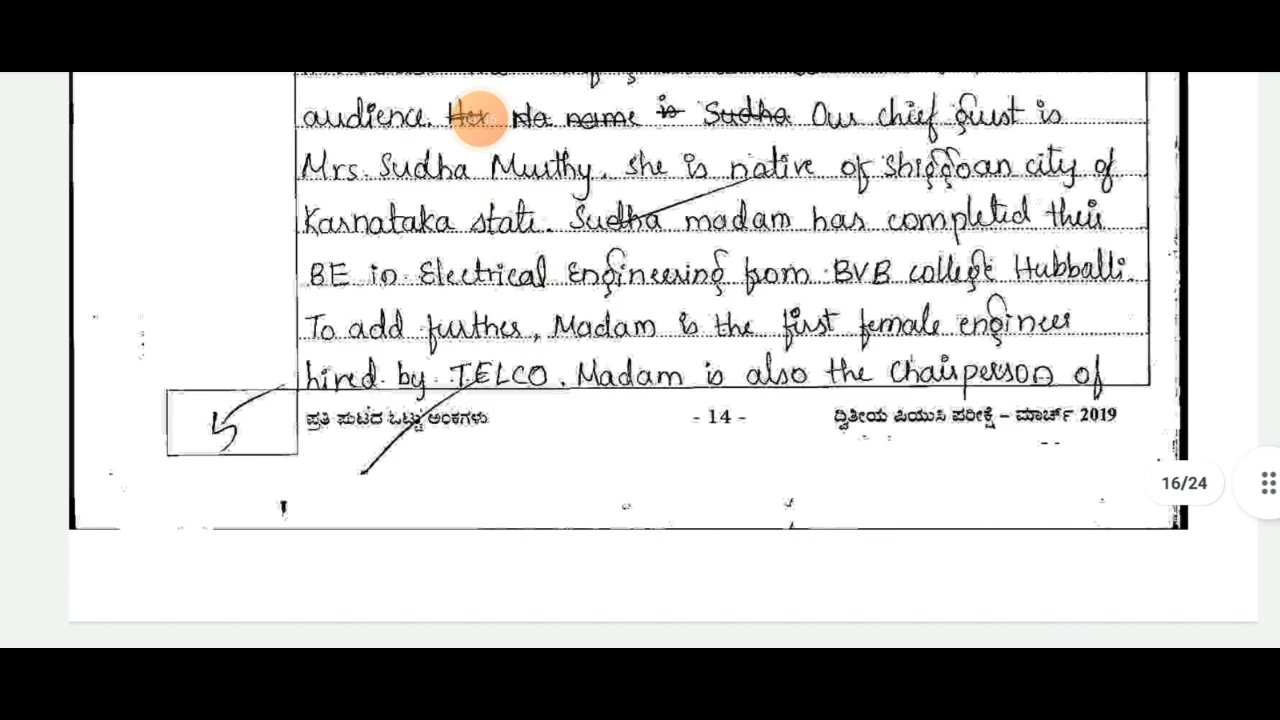 audience. Her No name is Sudha Our chief guest is
Mrs. Sudha Murthy. she is native of Shiggoan city of
Karnataka state. Sudha madam has completed their
BE in Electrical Engineering from BVB college Hubballi.
To add further, Madam is the first female engineer
hired by TELCO. Madam is also the Chairperson of
5
ಪ್ರತಿ ಪುಟದ ಒಟ್ಟು ಅಂಕಗಳು - 14 - ದ್ವಿತೀಯ ಪಿಯುಸಿ ಪರೀಕ್ಷೆ – ಮಾರ್ಚ್ 2019
16/24